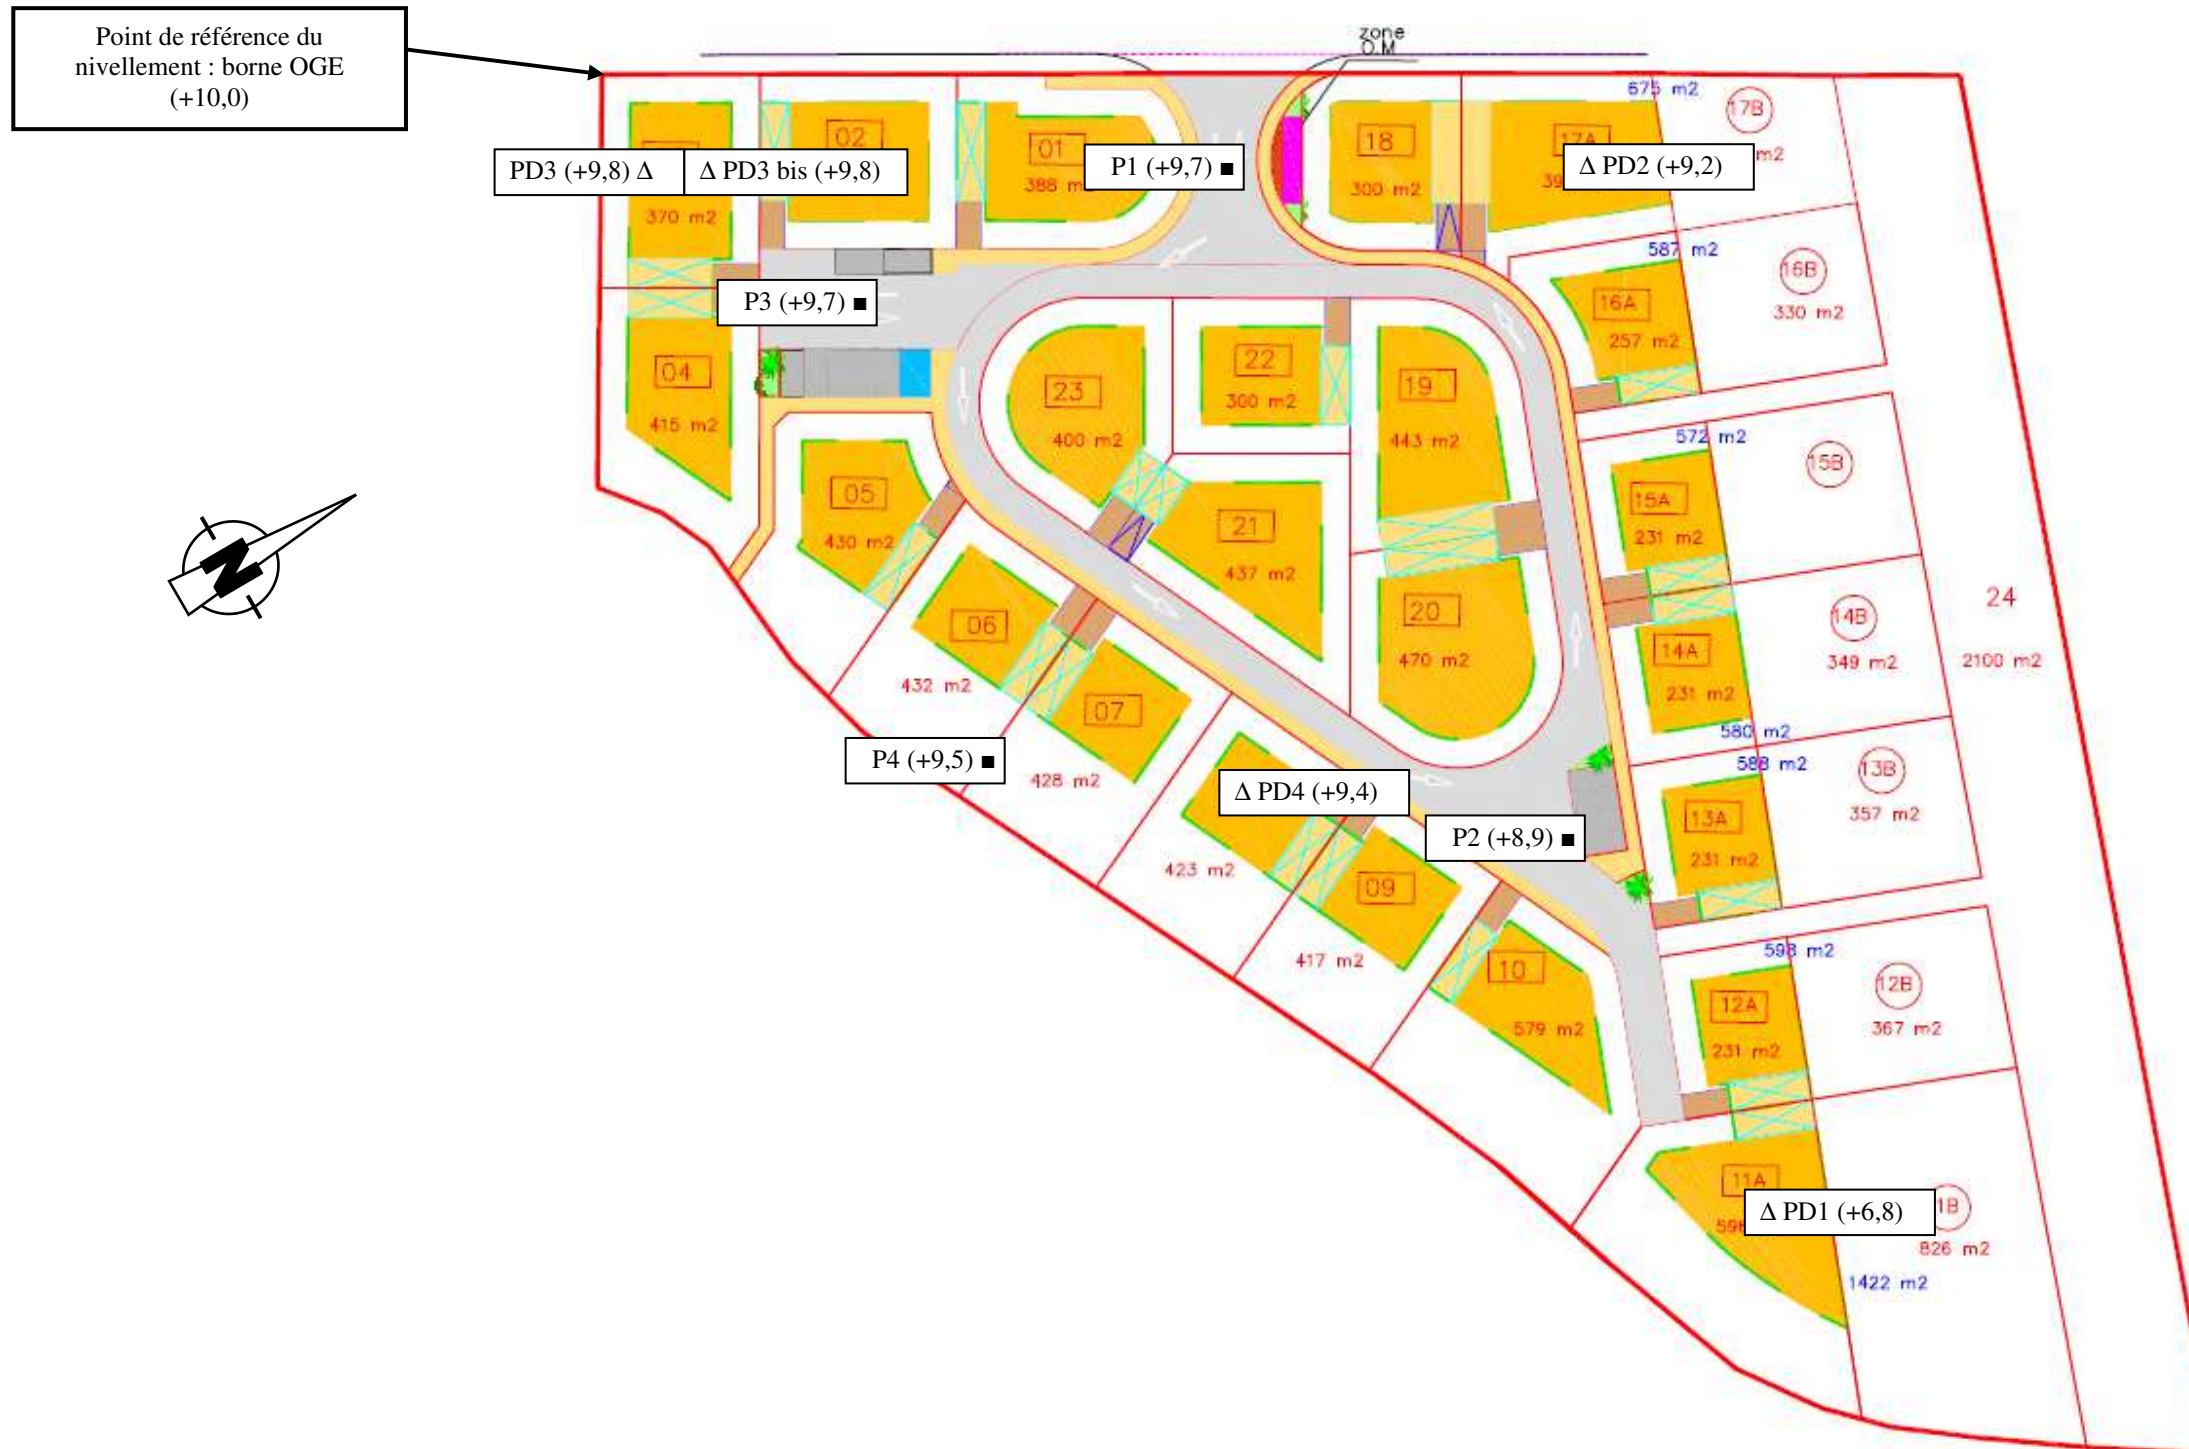 Point de référence du
nivellement : borne OGE
(+10,0)
zone
O.M
675 m2
17B
m2
02
01
388 m
18
300 m2
17A
39
PD3 (+9,8) Δ
Δ PD3 bis (+9,8)
P1 (+9,7) ■
Δ PD2 (+9,2)
370 m2
587 m2
16B
330 m2
16A
257 m2
P3 (+9,7) ■
04
415 m2
23
400 m2
22
300 m2
19
443 m2
572 m2
15B
15A
231 m2
05
430 m2
21
437 m2
N
06
432 m2
07
428 m2
20
470 m2
14A
231 m2
14B
349 m2
24
2100 m2
580 m2
588 m2
13B
357 m2
13A
231 m2
P4 (+9,5) ■
Δ PD4 (+9,4)
P2 (+8,9) ■
423 m2
09
417 m2
10
579 m2
598 m2
12B
367 m2
12A
231 m2
11A
596
Δ PD1 (+6,8)
1B
826 m2
1422 m2